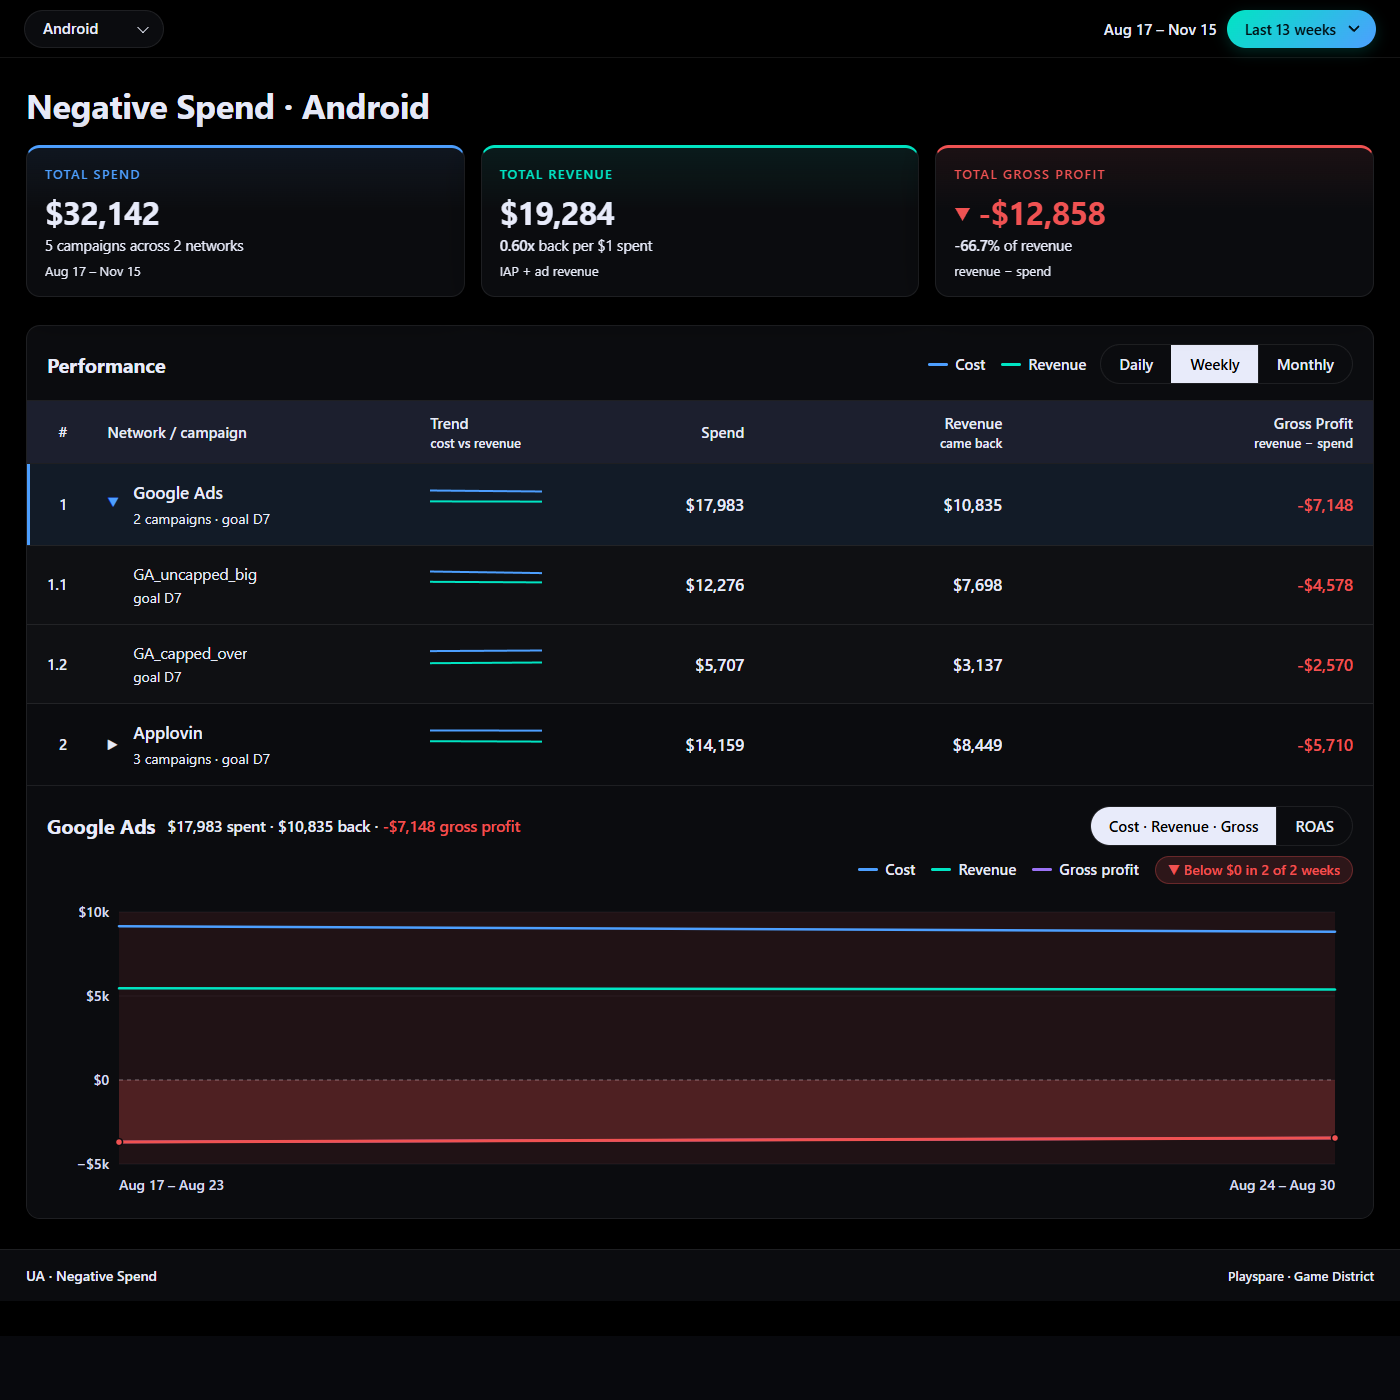 Android
Aug 17 – Nov 15
Last 13 weeks
Negative Spend · Android
TOTAL SPEND
$32,142
5 campaigns across 2 networks
Aug 17 – Nov 15
TOTAL REVENUE
$19,284
0.60x back per $1 spent
IAP + ad revenue
TOTAL GROSS PROFIT
▼ -$12,858
-66.7% of revenue
revenue − spend
Performance
Cost
Revenue
Daily
Weekly
Monthly
#
Network / campaign
Trend
cost vs revenue
Spend
Revenue
came back
Gross Profit
revenue − spend
1
▼
Google Ads
2 campaigns · goal D7
$17,983
$10,835
-$7,148
1.1
GA_uncapped_big
goal D7
$12,276
$7,698
-$4,578
1.2
GA_capped_over
goal D7
$5,707
$3,137
-$2,570
2
▶
Applovin
3 campaigns · goal D7
$14,159
$8,449
-$5,710
Google Ads
$17,983 spent · $10,835 back · -$7,148 gross profit
Cost · Revenue · Gross
ROAS
Cost
Revenue
Gross profit
▼ Below $0 in 2 of 2 weeks
$10k
$5k
$0
−$5k
Aug 17 – Aug 23
Aug 24 – Aug 30
UA · Negative Spend
Playspare · Game District